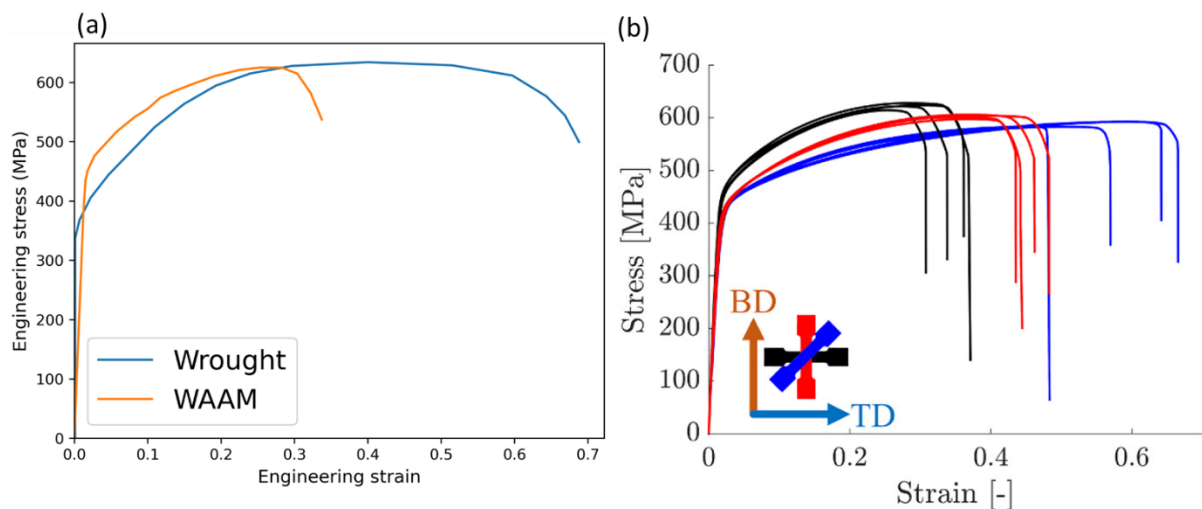 (a)
Engineering stress (MPa)
600
500
400
300
200
100
0
Wrought
WAAM
0.0 0.1 0.2 0.3 0.4 0.5 0.6 0.7
Engineering strain
(b)
Stress [MPa]
700
600
500
400
300
200
100
0
BD
TD
0 0.2 0.4 0.6
Strain [-]